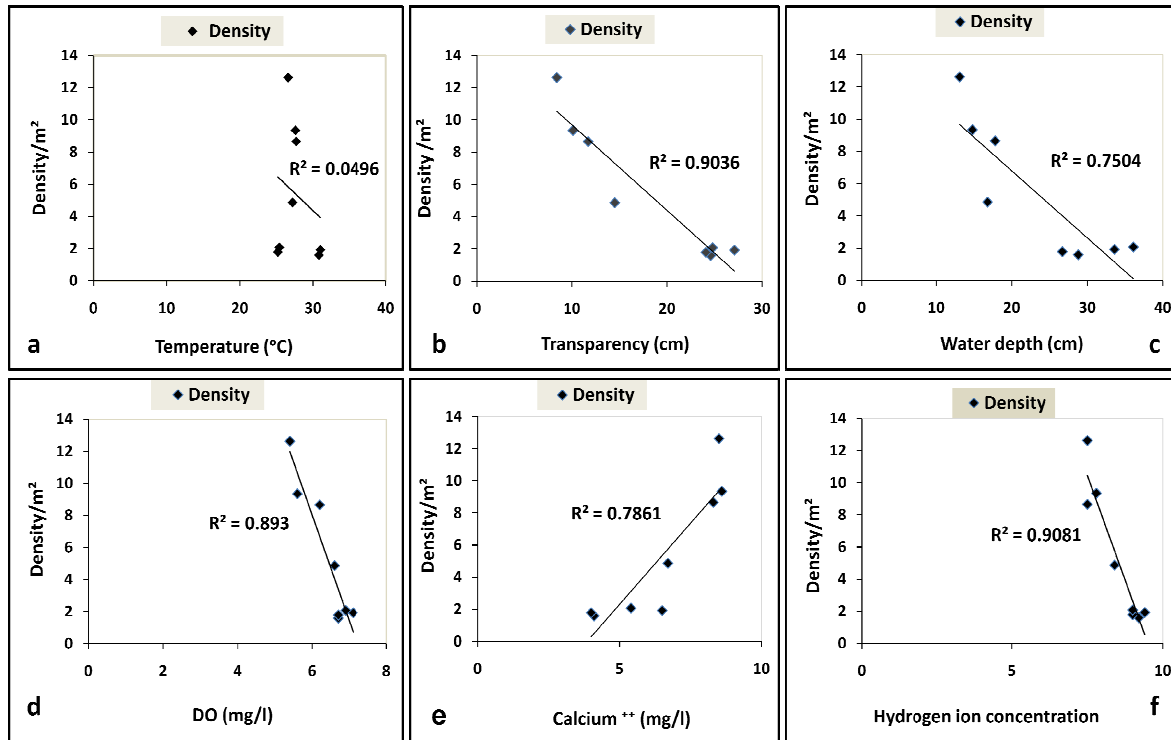 Density
14
12
10
8
6
4
2
0
Density/m²
R² = 0.0496
0 10 20 30 40
a
Temperature (°C)
Density
14
12
10
8
6
4
2
0
Density /m²
R² = 0.9036
0 10 20 30
b
Transparency (cm)
Density
14
12
10
8
6
4
2
0
Density/m²
R² = 0.7504
0 10 20 30 40
Water depth (cm)
c
Density
14
12
10
8
6
4
2
0
Density/m²
R² = 0.893
0 2 4 6 8
d
DO (mg/l)
Density
14
12
10
8
6
4
2
0
Density/m²
R² = 0.7861
0 5 10
e
Calcium ⁺⁺ (mg/l)
Density
14
12
10
8
6
4
2
0
Density/m²
R² = 0.9081
0 5 10
Hydrogen ion concentration
f